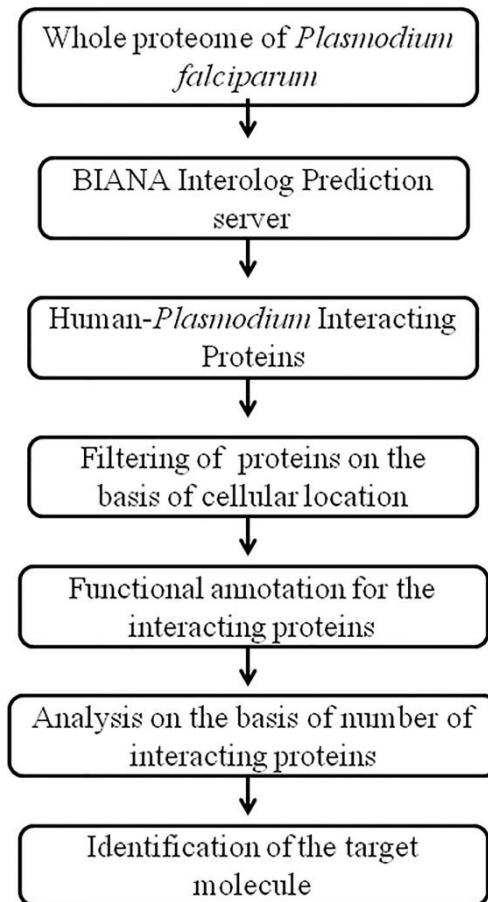 Whole proteome of Plasmodium
falciparum
BIANA Interolog Prediction
server
Human-Plasmodium Interacting
Proteins
Filtering of proteins on the
basis of cellular location
Functional annotation for the
interacting proteins
Analysis on the basis of number of
interacting proteins
Identification of the target
molecule